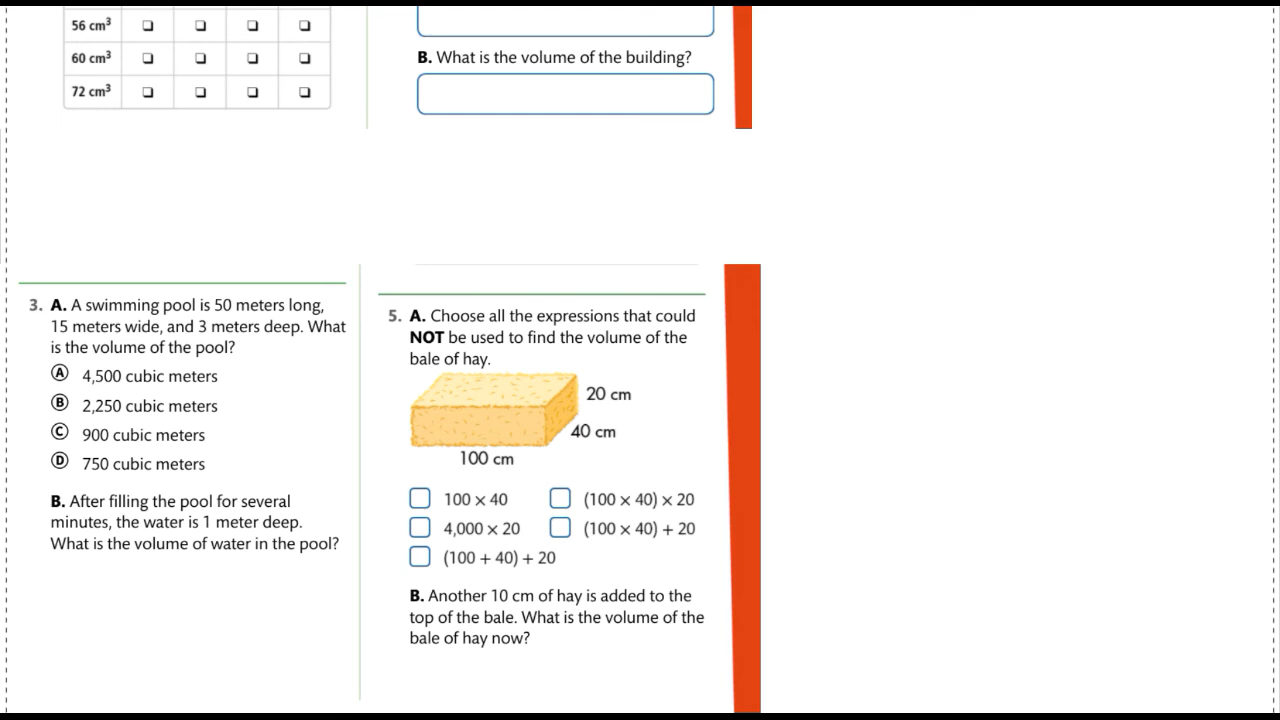 56 cm³ ❑ ❑ ❑ ❑
60 cm³ ❑ ❑ ❑ ❑
72 cm³ ❑ ❑ ❑ ❑
B. What is the volume of the building?
3. A. A swimming pool is 50 meters long,
15 meters wide, and 3 meters deep. What
is the volume of the pool?
Ⓐ 4,500 cubic meters
Ⓑ 2,250 cubic meters
Ⓒ 900 cubic meters
Ⓓ 750 cubic meters
B. After filling the pool for several
minutes, the water is 1 meter deep.
What is the volume of water in the pool?
5. A. Choose all the expressions that could
NOT be used to find the volume of the
bale of hay.
20 cm
40 cm
100 cm
100 × 40 (100 × 40) × 20
4,000 × 20 (100 × 40) + 20
(100 + 40) + 20
B. Another 10 cm of hay is added to the
top of the bale. What is the volume of the
bale of hay now?